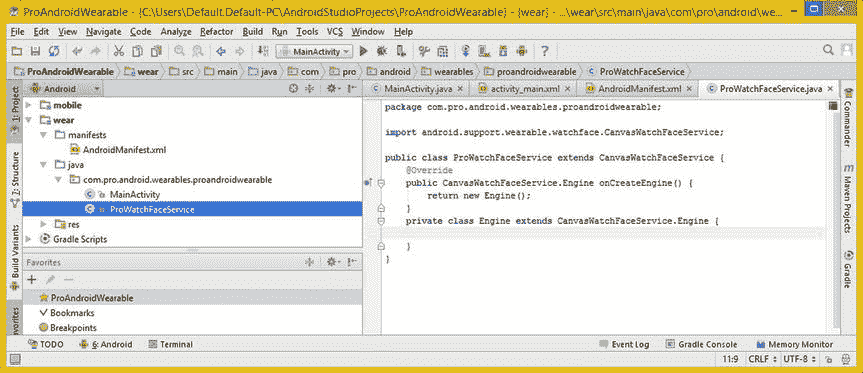 ProAndroidWearable - [C:\Users\Default.Default-PC\AndroidStudioProjects\ProAndroidWearable] - [wear] - ...\wear\src\main\java\com\pro\android\we...
File Edit View Navigate Code Analyze Refactor Build Run Tools VCS Window Help
MainActivity
ProAndroidWearable wear src main java com pro android wearables proandroidwearable ProWatchFaceService
Android
MainActivity.java activity_main.xml AndroidManifest.xml ProWatchFaceService.java
1: Project
7: Structure
Build Variants
Favorites
mobile
wear
manifests
AndroidManifest.xml
java
com.pro.android.wearables.proandroidwearable
MainActivity
ProWatchFaceService
res
Gradle Scripts
Favorites
ProAndroidWearable
Bookmarks
Breakpoints
package com.pro.android.wearables.proandroidwearable;
import android.support.wearable.watchface.CanvasWatchFaceService;
public class ProWatchFaceService extends CanvasWatchFaceService {
@Override
public CanvasWatchFaceService.Engine onCreateEngine() {
return new Engine();
}
private class Engine extends CanvasWatchFaceService.Engine {
}
}
Commander
Maven Projects
Gradle
TODO 6: Android Terminal Event Log Gradle Console Memory Monitor
11:9 CRLF UTF-8